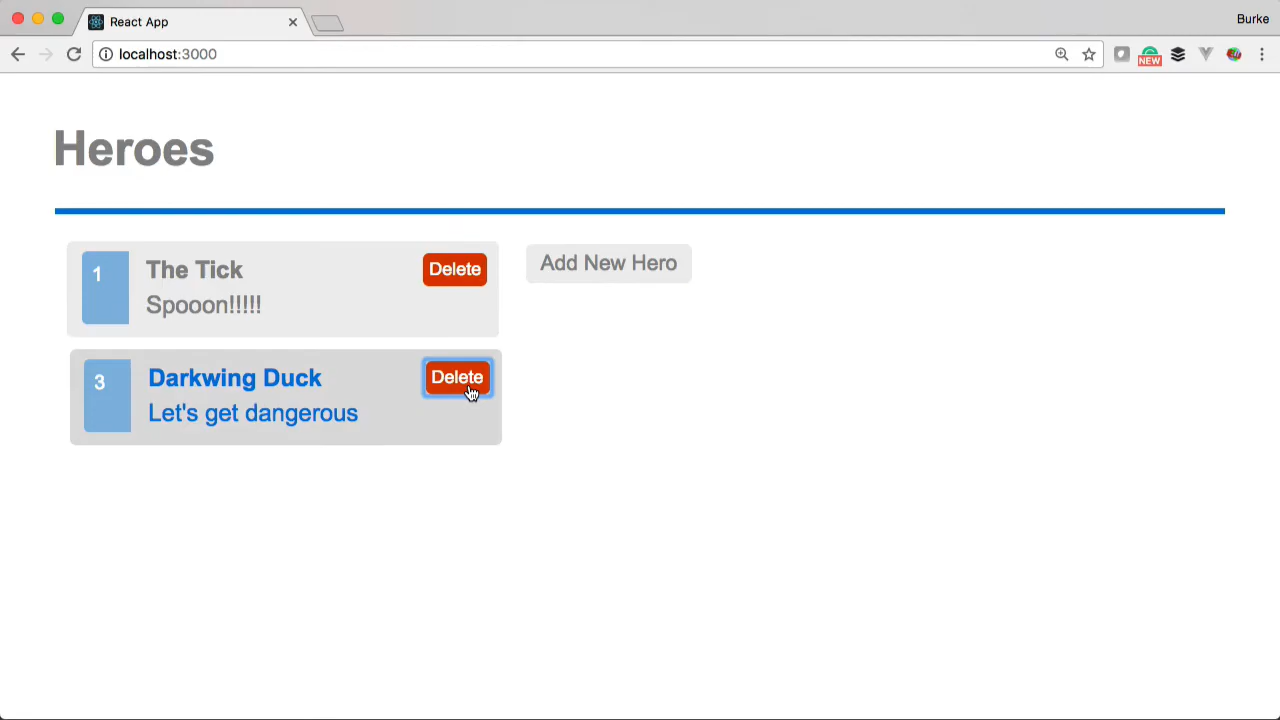 React App
Burke
localhost:3000
NEW
Heroes
1
The Tick
Delete
Spooon!!!!!
Add New Hero
3
Darkwing Duck
Delete
Let's get dangerous